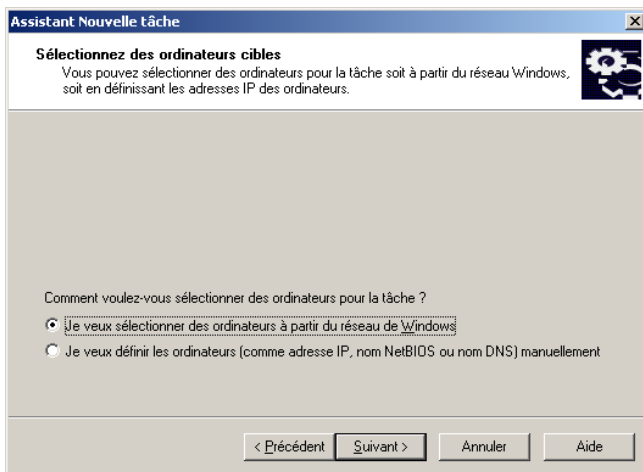 Assistant Nouvelle tâche
Sélectionnez des ordinateurs cibles
Vous pouvez sélectionner des ordinateurs pour la tâche soit à partir du réseau Windows,
soit en définissant les adresses IP des ordinateurs.
Comment voulez-vous sélectionner des ordinateurs pour la tâche ?
Je veux sélectionner des ordinateurs à partir du réseau de Windows
Je veux définir les ordinateurs (comme adresse IP, nom NetBIOS ou nom DNS) manuellement
< Précédent Suivant > Annuler Aide